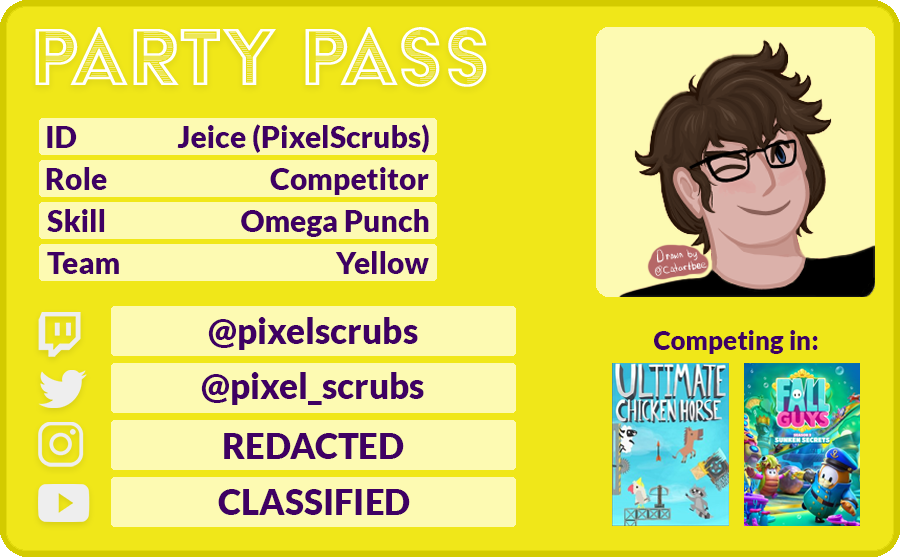 PARTY PASS
ID Jeice (PixelScrubs)
Role Competitor
Skill Omega Punch
Team Yellow
@pixelscrubs
@pixel_scrubs
REDACTED
CLASSIFIED
Drawn by
@Catortbee
Competing in:
ULTIMATE
CHICKEN HORSE
FALL
GUYS
SUNKEN SECRETS